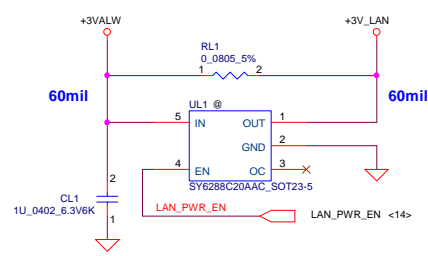 +3VALW
+3V_LAN
RL1
0_0805_5%
1 2
60mil
60mil
UL1 @
5 IN OUT 1
GND 2
4 EN OC 3
SY6288C20AAC_SOT23-5
2
CL1
1U_0402_6.3V6K
1
LAN_PWR_EN
LAN_PWR_EN <14>